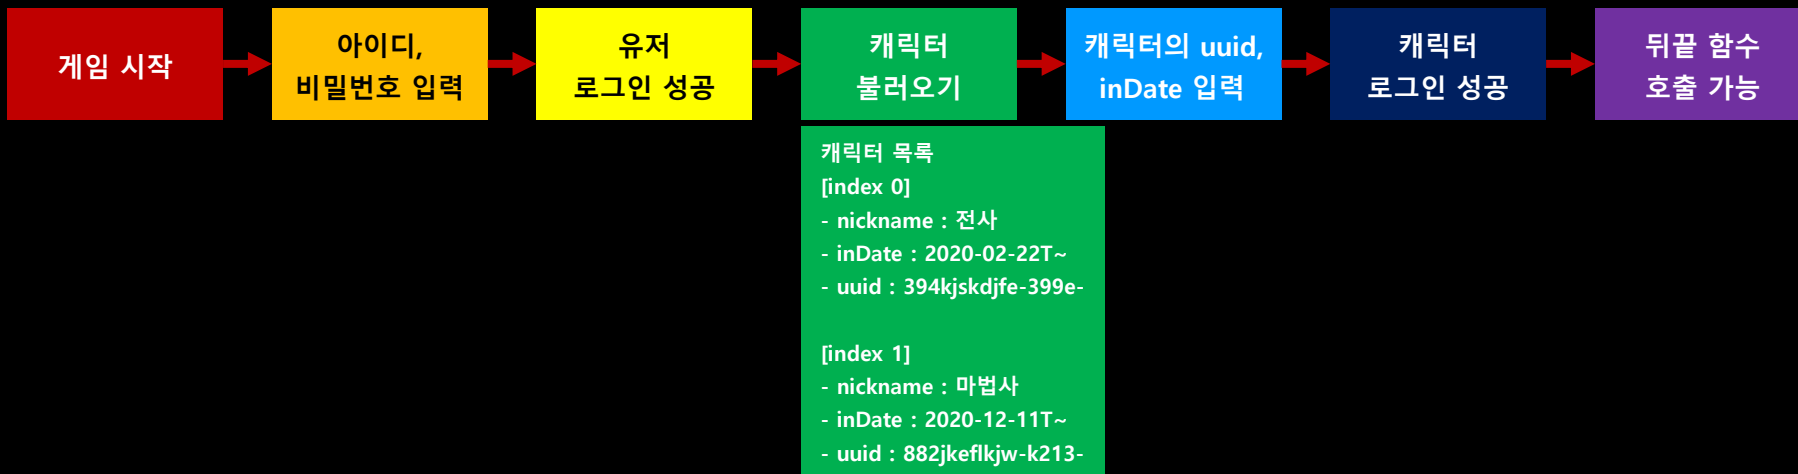 게임 시작
아이디,
비밀번호 입력
유저
로그인 성공
캐릭터
불러오기
캐릭터의 uuid,
inDate 입력
캐릭터
로그인 성공
뒤끝 함수
호출 가능
캐릭터 목록
[index 0]
- nickname : 전사
- inDate : 2020-02-22T~
- uuid : 394kjskdjfe-399e-
[index 1]
- nickname : 마법사
- inDate : 2020-12-11T~
- uuid : 882jkeflkjw-k213-